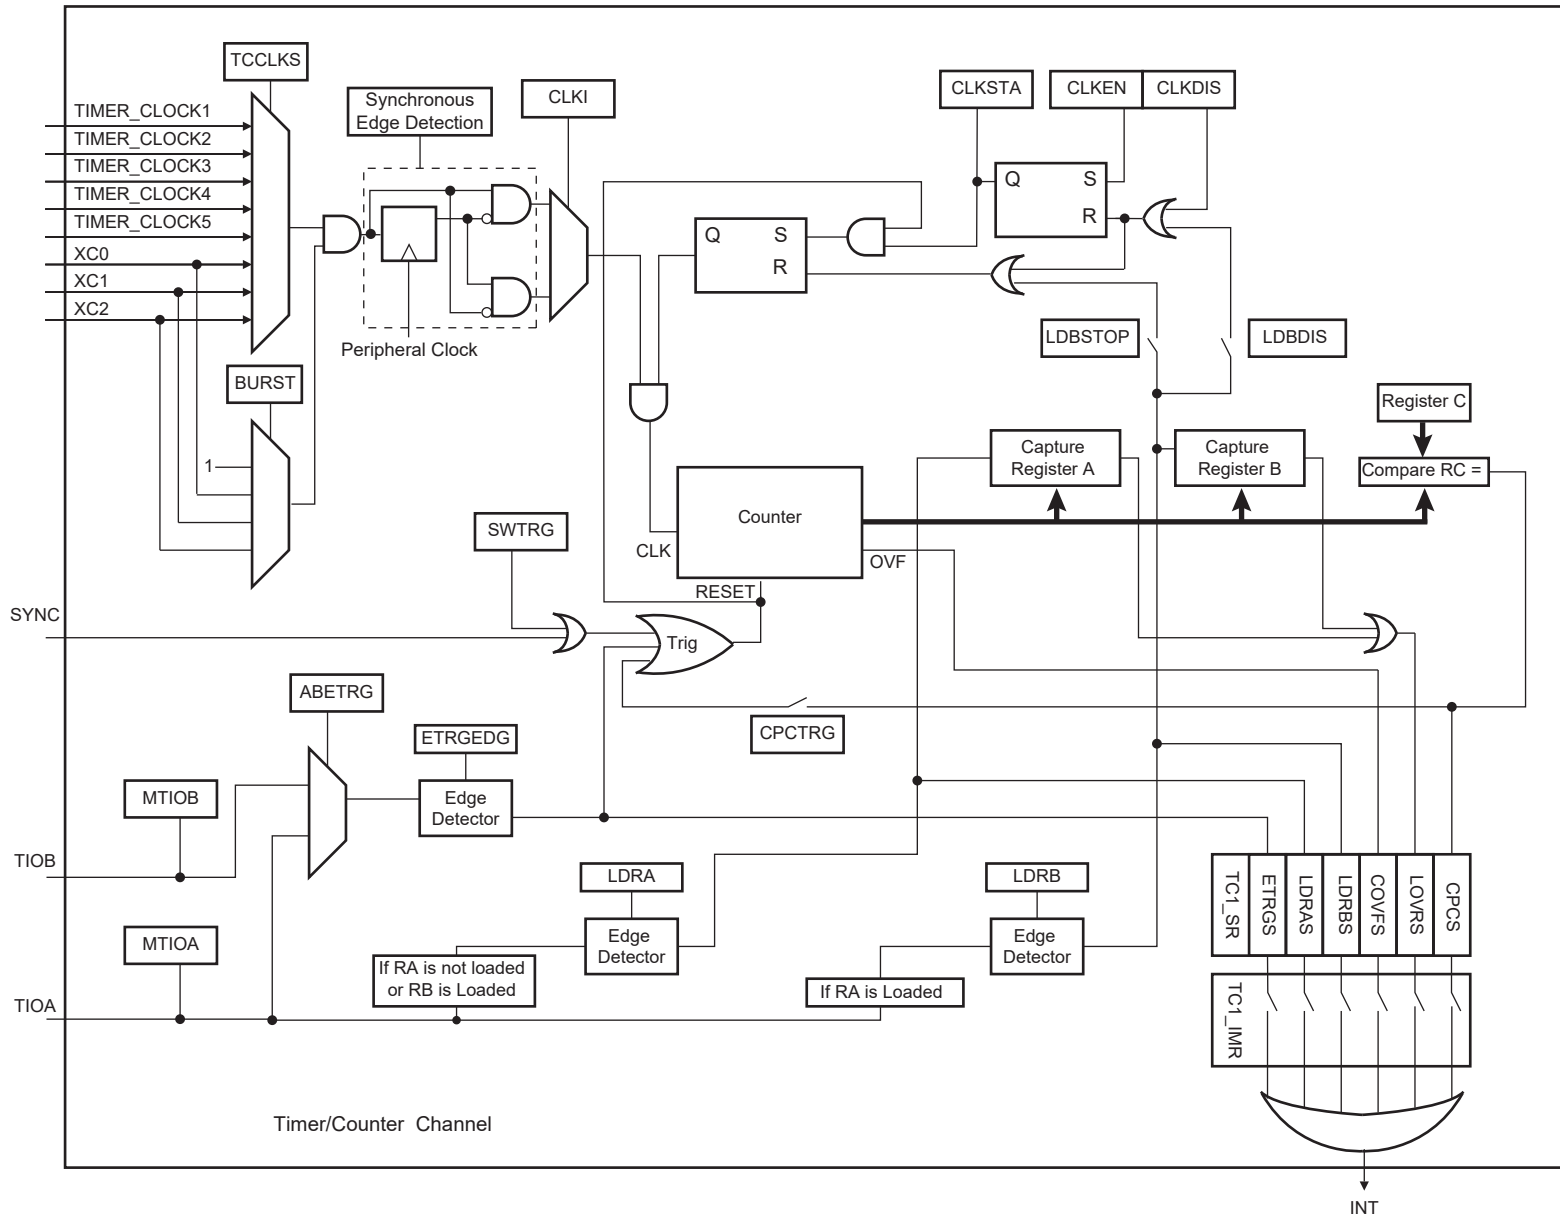 TCCLKS
TIMER_CLOCK1
TIMER_CLOCK2
TIMER_CLOCK3
TIMER_CLOCK4
TIMER_CLOCK5
XC0
XC1
XC2
Synchronous
Edge Detection
CLKI
Peripheral Clock
BURST
1
CLKSTA
CLKEN
CLKDIS
Q
S
R
Q
S
R
LDBSTOP
LDBDIS
Register C
Capture
Register A
Capture
Register B
Compare RC =
Counter
CLK
OVF
RESET
SWTRG
SYNC
Trig
CPCTRG
ABETRG
ETRGEDG
MTIOB
Edge
Detector
TIOB
LDRA
LDRB
MTIOA
Edge
Detector
Edge
Detector
If RA is not loaded
or RB is Loaded
If RA is Loaded
TIOA
TC1_SR
ETRGS
LDRAS
LDRBS
COVFS
LOVRS
CPCS
TC1_IMR
Timer/Counter Channel
INT